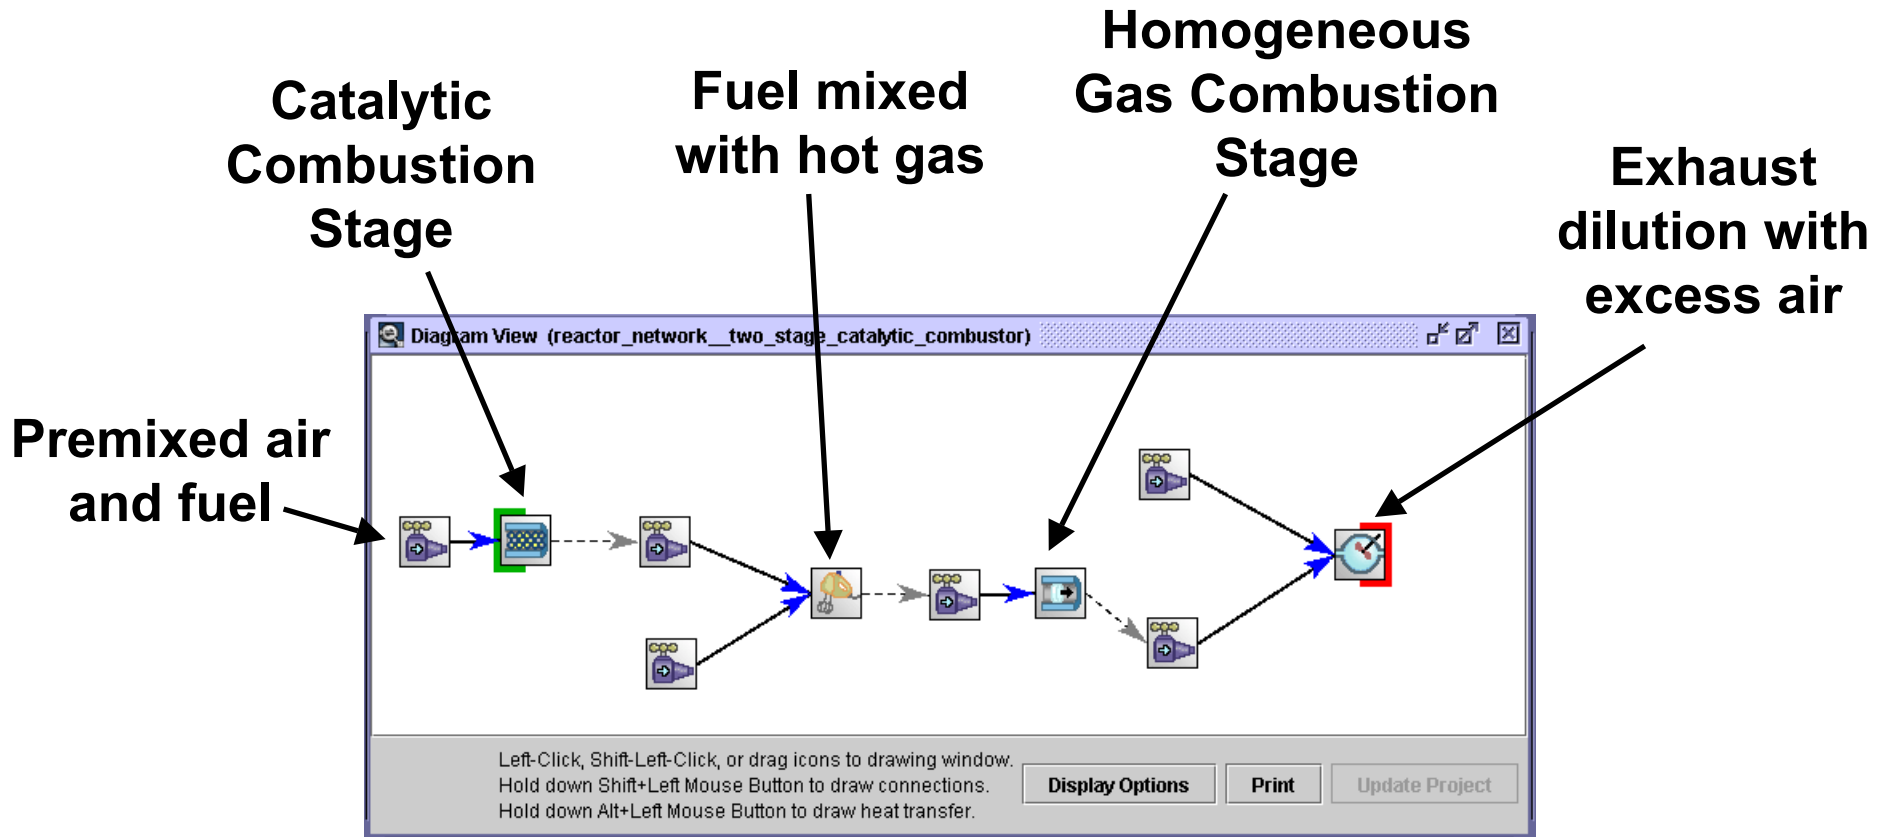 Homogeneous
Gas Combustion
Stage
Fuel mixed
with hot gas
Catalytic
Combustion
Stage
Exhaust
dilution with
excess air
Premixed air
and fuel
Diagram View (reactor_network__two_stage_catalytic_combustor)
Left-Click, Shift-Left-Click, or drag icons to drawing window.
Hold down Shift+Left Mouse Button to draw connections.
Hold down Alt+Left Mouse Button to draw heat transfer.
Display Options
Print
Update Project